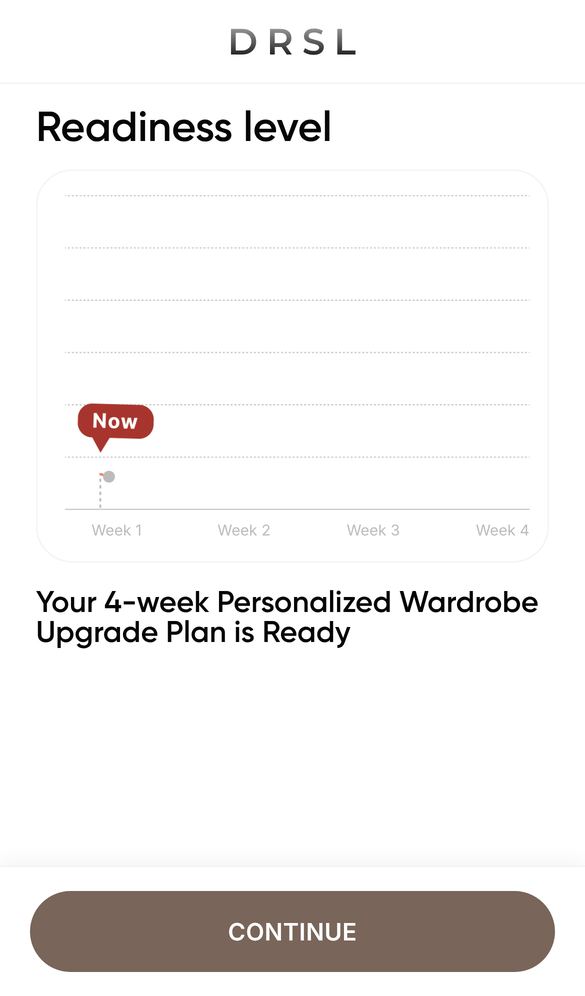 DRSL
Readiness level
Now
Week 1 Week 2 Week 3 Week 4
Your 4-week Personalized Wardrobe
Upgrade Plan is Ready
CONTINUE